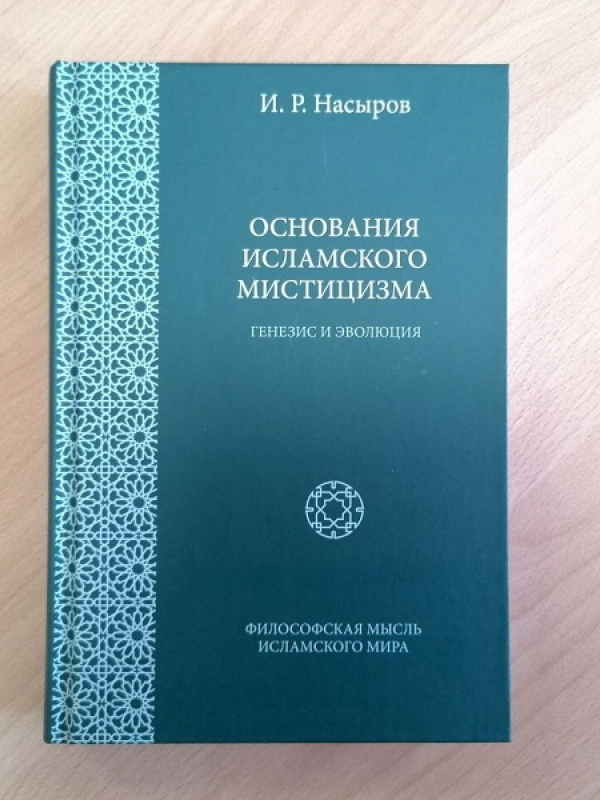 И. Р. Насыров
ОСНОВАНИЯ
ИСЛАМСКОГО
МИСТИЦИЗМА
ГЕНЕЗИС И ЭВОЛЮЦИЯ
ФИЛОСОФСКАЯ МЫСЛЬ
ИСЛАМСКОГО МИРА